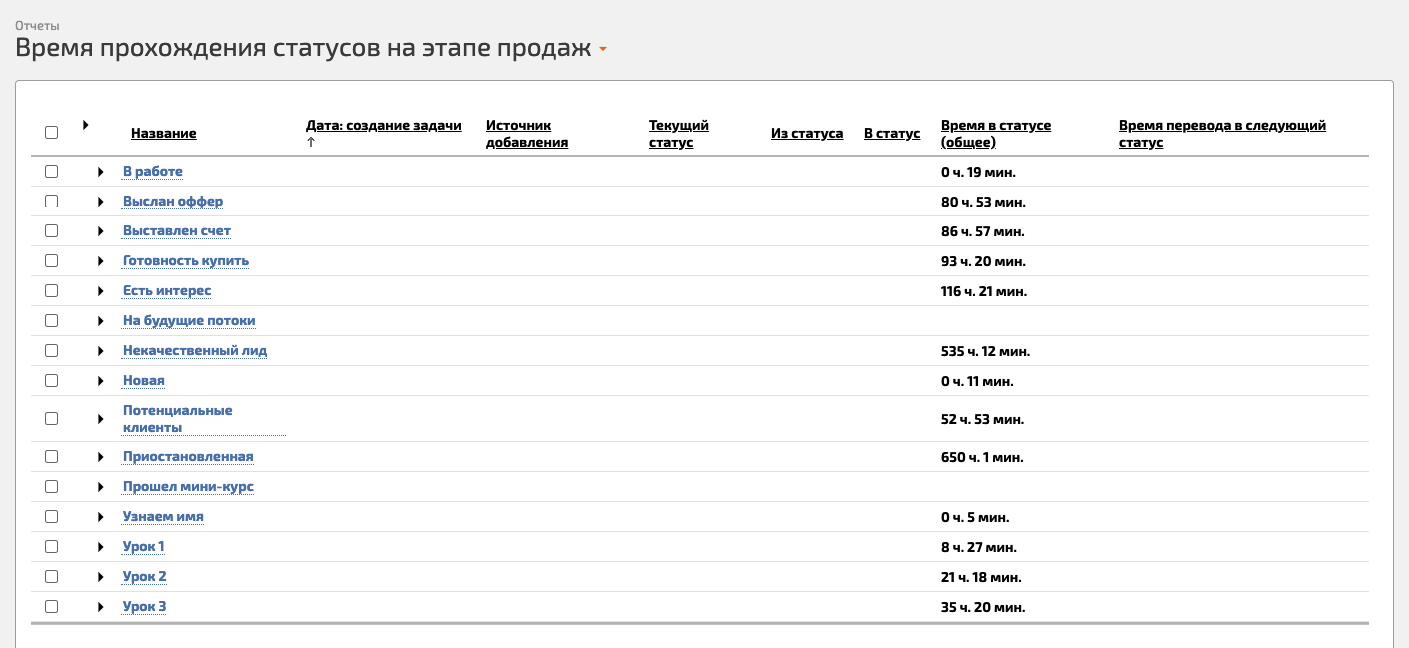 Отчеты
Время прохождения статусов на этапе продаж
Название
Дата: создание задачи
↑
Источник
добавления
Текущий
статус
Из статуса
В статус
Время в статусе
(общее)
Время перевода в следующий
статус
В работе 0 ч. 19 мин.
Выслан оффер 80 ч. 53 мин.
Выставлен счет 86 ч. 57 мин.
Готовность купить 93 ч. 20 мин.
Есть интерес 116 ч. 21 мин.
На будущие потоки
Некачественный лид 535 ч. 12 мин.
Новая 0 ч. 11 мин.
Потенциальные
клиенты 52 ч. 53 мин.
Приостановленная 650 ч. 1 мин.
Прошел мини-курс
Узнаем имя 0 ч. 5 мин.
Урок 1 8 ч. 27 мин.
Урок 2 21 ч. 18 мин.
Урок 3 35 ч. 20 мин.